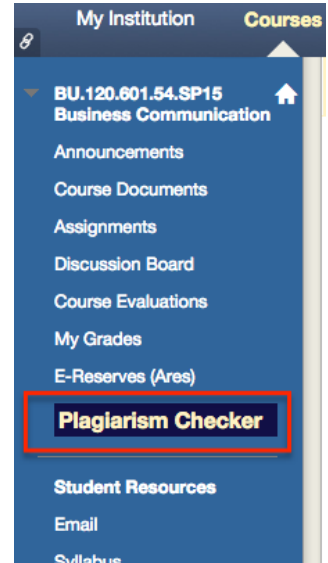 My Institution Courses
BU.120.601.54.SP15
Business Communication
Announcements
Course Documents
Assignments
Discussion Board
Course Evaluations
My Grades
E-Reserves (Ares)
Plagiarism Checker
Student Resources
Email
Syllabus